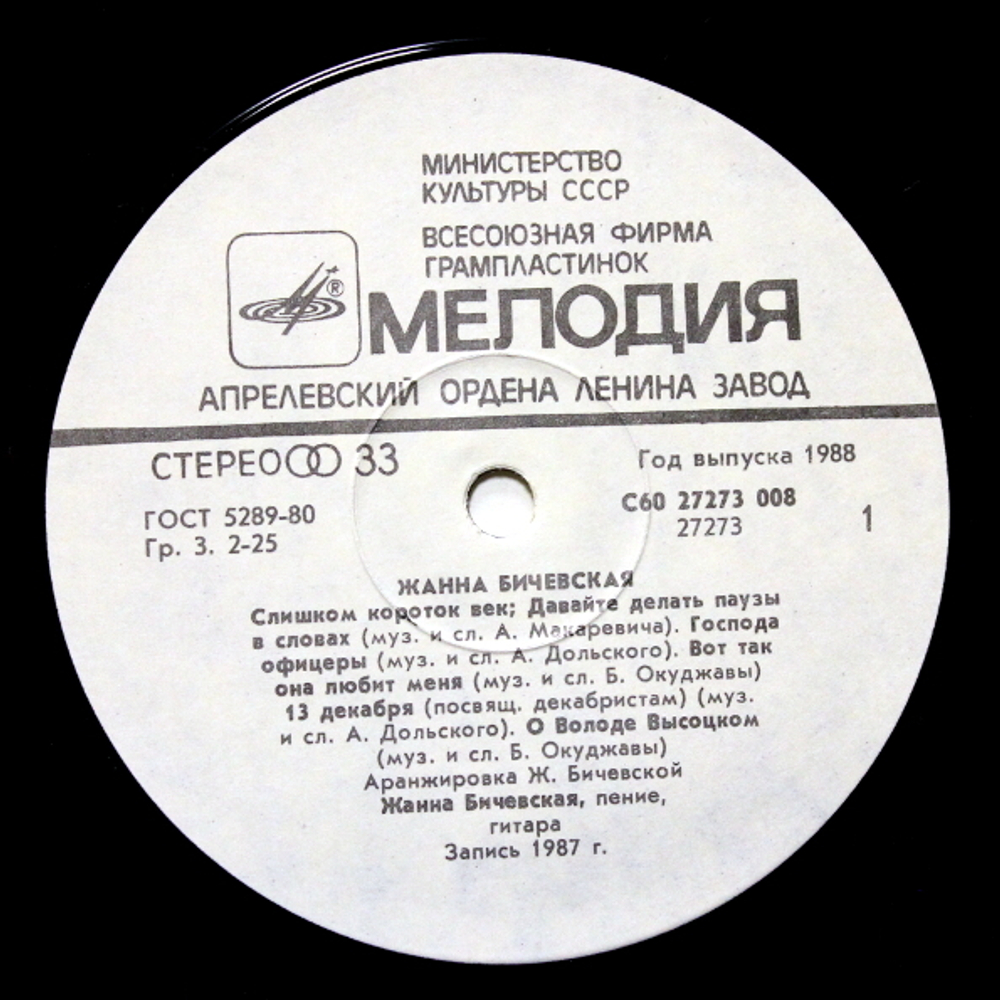 МИНИСТЕРСТВО
КУЛЬТУРЫ СССР
ВСЕСОЮЗНАЯ ФИРМА
ГРАМПЛАСТИНОК
®
МЕЛОДИЯ
АПРЕЛЕВСКИЙ ОРДЕНА ЛЕНИНА ЗАВОД
СТЕРЕО 33
Год выпуска 1988
ГОСТ 5289-80
Гр. 3. 2-25
С60 27273 008
27273
1
ЖАННА БИЧЕВСКАЯ
Слишком короток век; Давайте делать паузы
в словах (муз. и сл. А. Макаревича). Господа
офицеры (муз. и сл. А. Дольского). Вот так
она любит меня (муз. и сл. Б. Окуджавы)
13 декабря (посвящ. декабристам) (муз.
и сл. А. Дольского). О Володе Высоцком
(муз. и сл. Б. Окуджавы)
Аранжировка Ж. Бичевской
Жанна Бичевская, пение,
гитара
Запись 1987 г.